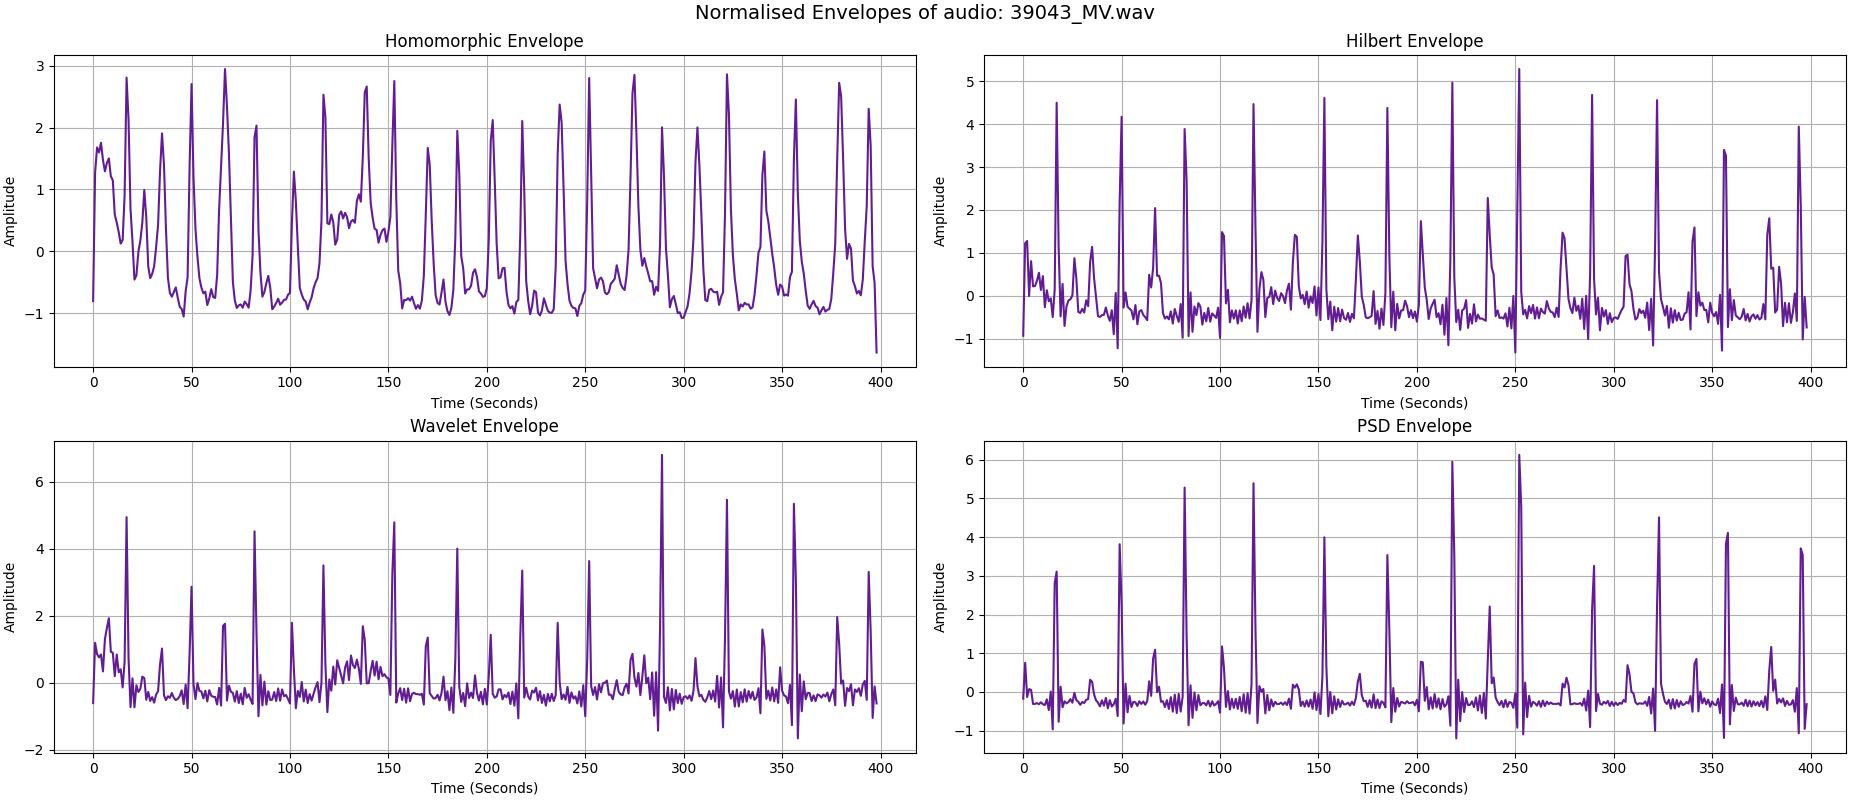 Normalised Envelopes of audio: 39043_MV.wav
Homomorphic Envelope
Amplitude
3
2
1
0
−1
0 50 100 150 200 250 300 350 400
Time (Seconds)
Hilbert Envelope
Amplitude
5
4
3
2
1
0
−1
0 50 100 150 200 250 300 350 400
Time (Seconds)
Wavelet Envelope
Amplitude
6
4
2
0
−2
0 50 100 150 200 250 300 350 400
Time (Seconds)
PSD Envelope
Amplitude
6
5
4
3
2
1
0
−1
0 50 100 150 200 250 300 350 400
Time (Seconds)